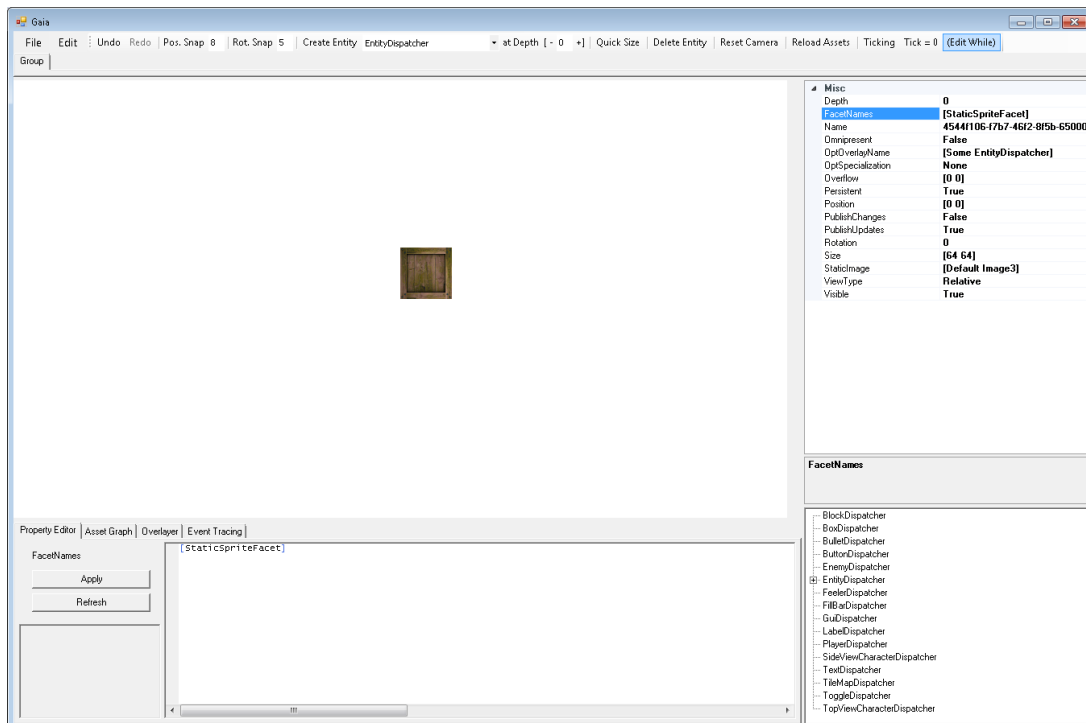 Gaia
File Edit Undo Redo Pos. Snap 8 Rot. Snap 5 Create Entity EntityDispatcher at Depth [ - 0 +] Quick Size Delete Entity Reset Camera Reload Assets Ticking Tick = 0 (Edit While)
Group
Misc
Depth 0
FacetNames [StaticSpriteFacet]
Name 4544f106-f7b7-46f2-8f5b-65000
Omnipresent False
OptOverlayName [Some EntityDispatcher]
OptSpecialization None
Overflow [0 0]
Persistent True
Position [0 0]
PublishChanges False
PublishUpdates True
Rotation 0
Size [64 64]
StaticImage [Default Image3]
ViewType Relative
Visible True
FacetNames
Property Editor Asset Graph Overlayer Event Tracing
FacetNames
Apply
Refresh
[StaticSpriteFacet]
BlockDispatcher
BoxDispatcher
BulletDispatcher
ButtonDispatcher
EnemyDispatcher
EntityDispatcher
FeelerDispatcher
FillBarDispatcher
GuiDispatcher
LabelDispatcher
PlayerDispatcher
SideViewCharacterDispatcher
TextDispatcher
TileMapDispatcher
ToggleDispatcher
TopViewCharacterDispatcher